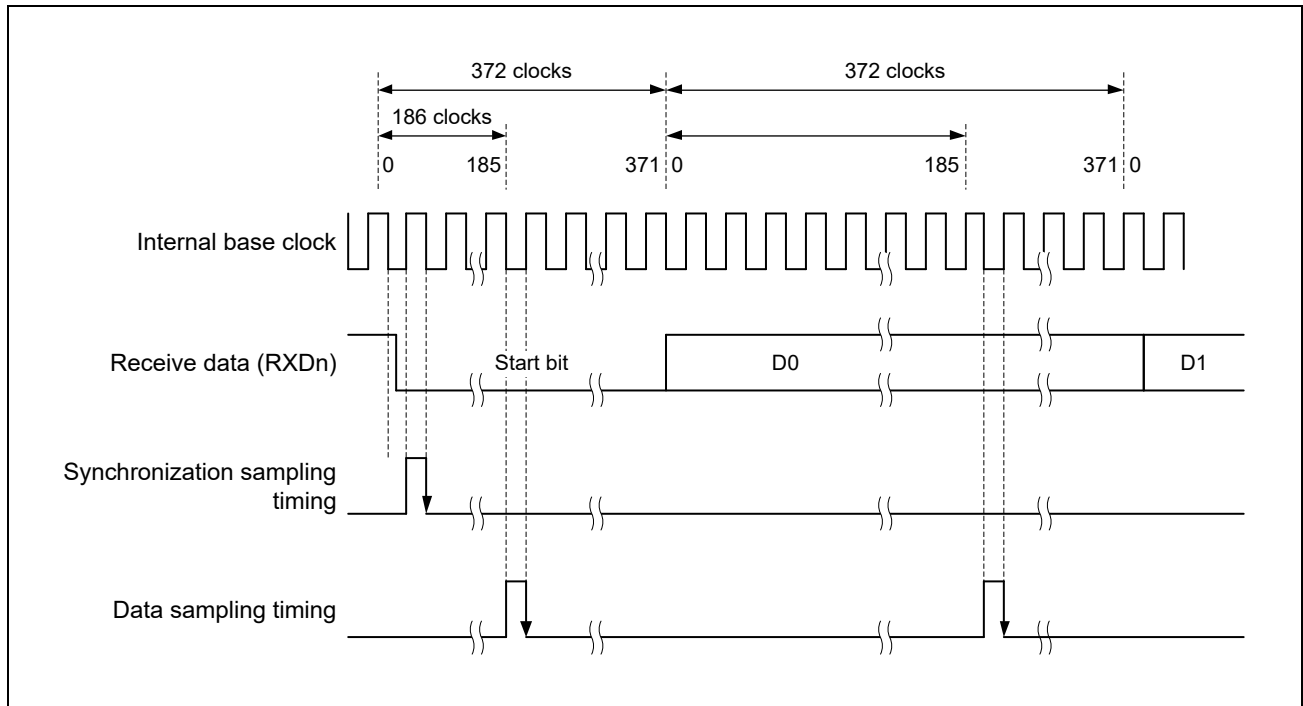 372 clocks 372 clocks
186 clocks
0 185 371 0 185 371 0
Internal base clock
Receive data (RXDn) Start bit D0 D1
Synchronization sampling
timing
Data sampling timing